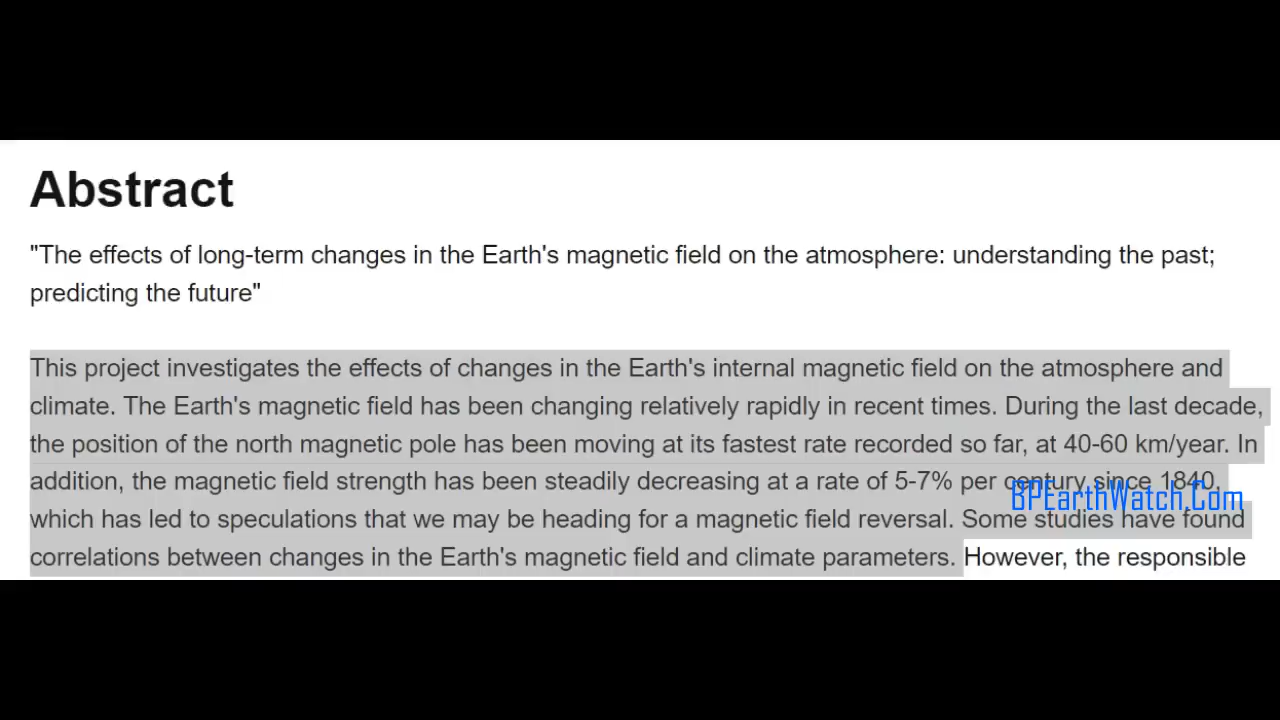 Abstract
"The effects of long-term changes in the Earth's magnetic field on the atmosphere: understanding the past;
predicting the future"
This project investigates the effects of changes in the Earth's internal magnetic field on the atmosphere and
climate. The Earth's magnetic field has been changing relatively rapidly in recent times. During the last decade,
the position of the north magnetic pole has been moving at its fastest rate recorded so far, at 40-60 km/year. In
addition, the magnetic field strength has been steadily decreasing at a rate of 5-7% per century since 1840,
BPEarthWatch.Com
which has led to speculations that we may be heading for a magnetic field reversal. Some studies have found
correlations between changes in the Earth's magnetic field and climate parameters. However, the responsible